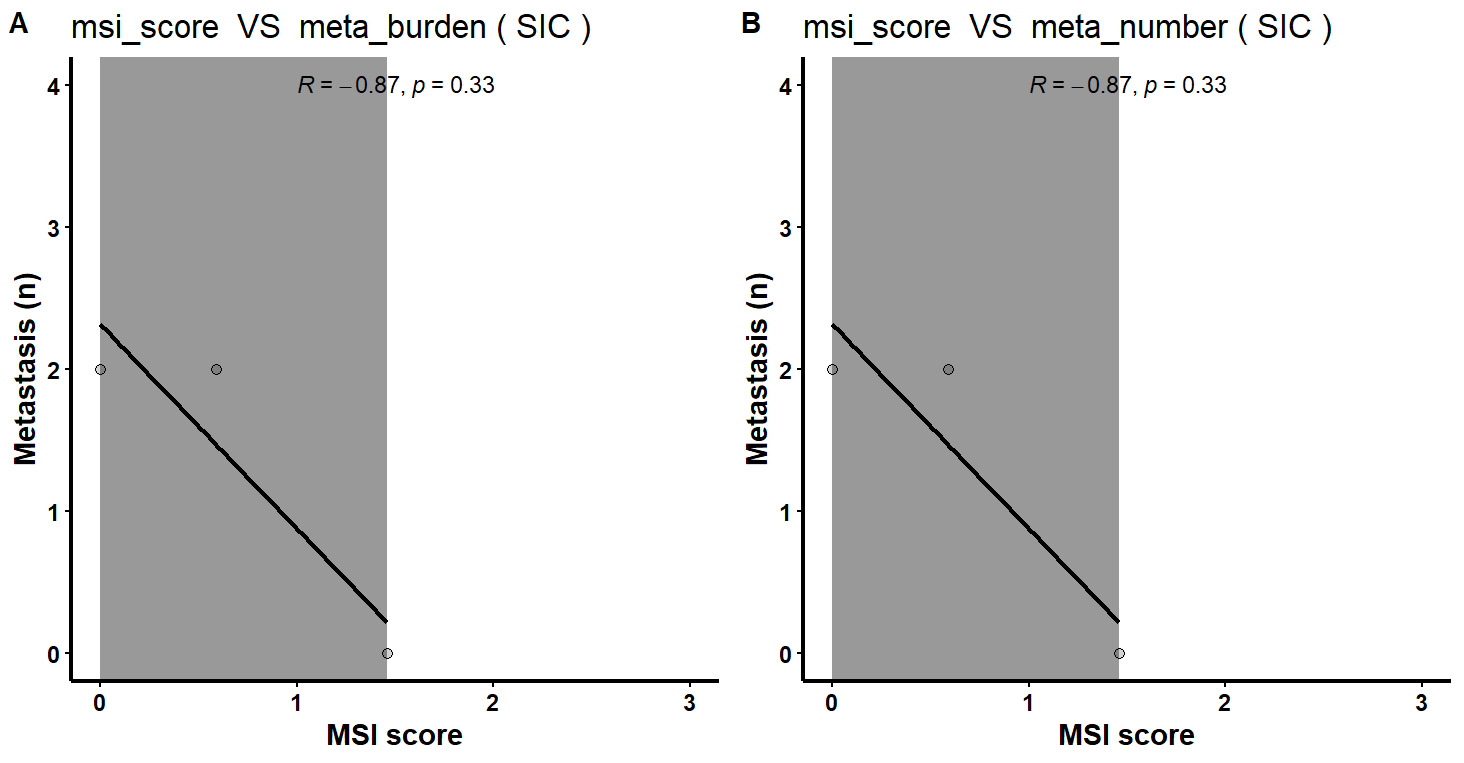 A
msi_score VS meta_burden ( SIC )
R = −0.87, p = 0.33
4
3
2
1
0
Metastasis (n)
0 1 2 3
MSI score
B
msi_score VS meta_number ( SIC )
R = −0.87, p = 0.33
4
3
2
1
0
Metastasis (n)
0 1 2 3
MSI score